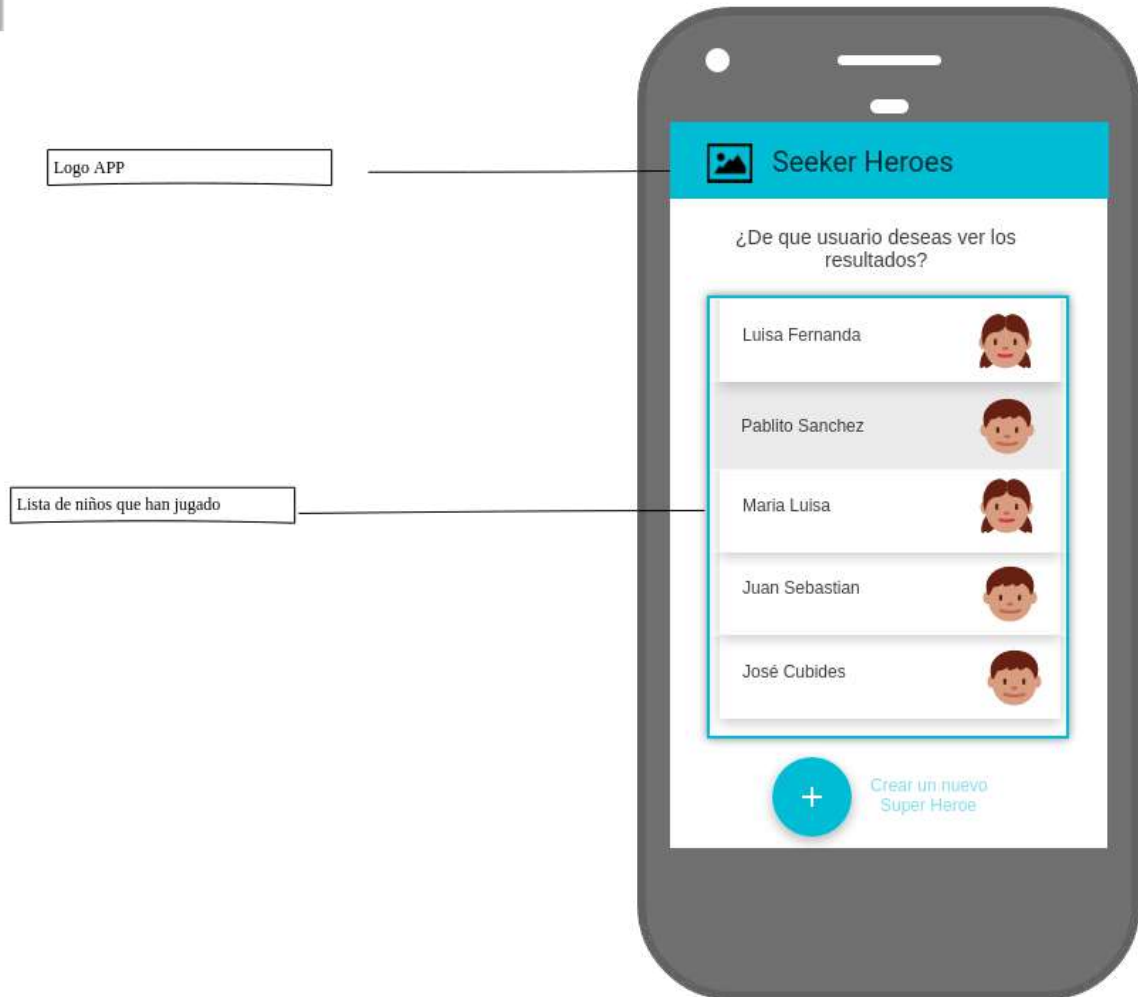 Logo APP
Seeker Heroes
¿De que usuario deseas ver los
resultados?
Luisa Fernanda
Pablito Sanchez
Lista de niños que han jugado
Maria Luisa
Juan Sebastian
José Cubides
+
Crear un nuevo
Super Heroe